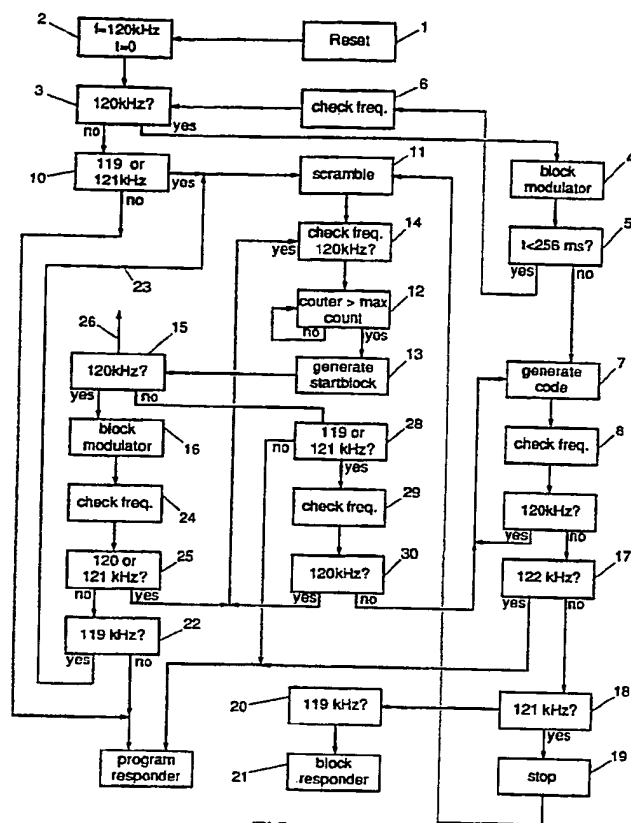 2
f=120kHz
t=0
Reset
1
3
120kHz?
no
yes
6
check freq.
10
119 or
121kHz
yes
no
11
scramble
4
block
modulator
14
check freq.
120kHz?
yes
5
t<256 ms?
yes
no
23
12
couter > max
count
no
yes
26
15
120kHz?
yes
no
13
generate
startblock
7
generate
code
block
modulator
16
28
119 or
121 kHz?
no
yes
8
check freq.
check freq.
24
29
check freq.
120kHz?
yes
no
25
120 or
121 kHz?
no
yes
30
120kHz?
yes
no
17
122 kHz?
yes
no
22
119 kHz?
yes
no
20
119 kHz?
18
121 kHz?
yes
program
responder
21
block
responder
19
stop